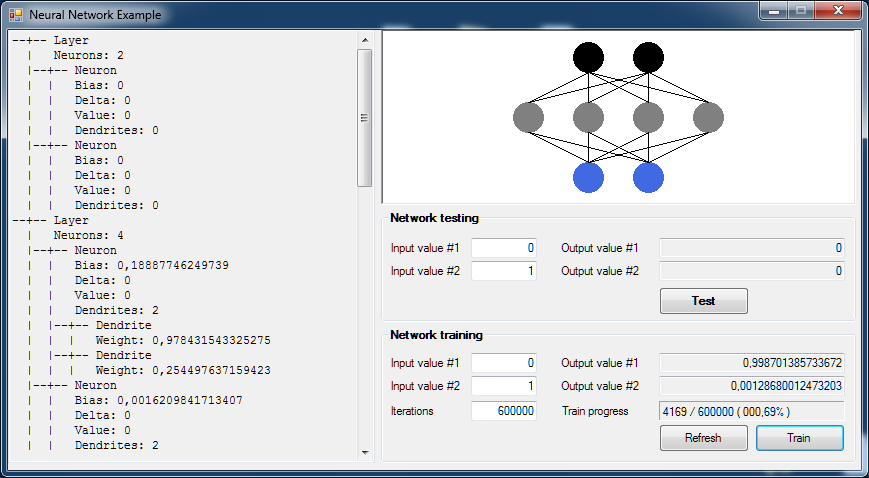 Neural Network Example
--+-- Layer
  |   Neurons: 2
  |--+-- Neuron
  |  |   Bias: 0
  |  |   Delta: 0
  |  |   Value: 0
  |  |   Dendrites: 0
  |--+-- Neuron
  |  |   Bias: 0
  |  |   Delta: 0
  |  |   Value: 0
  |  |   Dendrites: 0
--+-- Layer
  |   Neurons: 4
  |--+-- Neuron
  |  |   Bias: 0,18887746249739
  |  |   Delta: 0
  |  |   Value: 0
  |  |   Dendrites: 2
  |  |--+-- Dendrite
  |  |  |   Weight: 0,978431543325275
  |  |--+-- Dendrite
  |  |  |   Weight: 0,254497637159423
  |--+-- Neuron
  |  |   Bias: 0,0016209841713407
  |  |   Delta: 0
  |  |   Value: 0
  |  |   Dendrites: 2
Network testing
Input value #1 0 Output value #1 0
Input value #2 1 Output value #2 0
Test
Network training
Input value #1 0 Output value #1 0,998701385733672
Input value #2 1 Output value #2 0,00128680012473203
Iterations 600000 Train progress 4169 / 600000 ( 000,69% )
Refresh Train